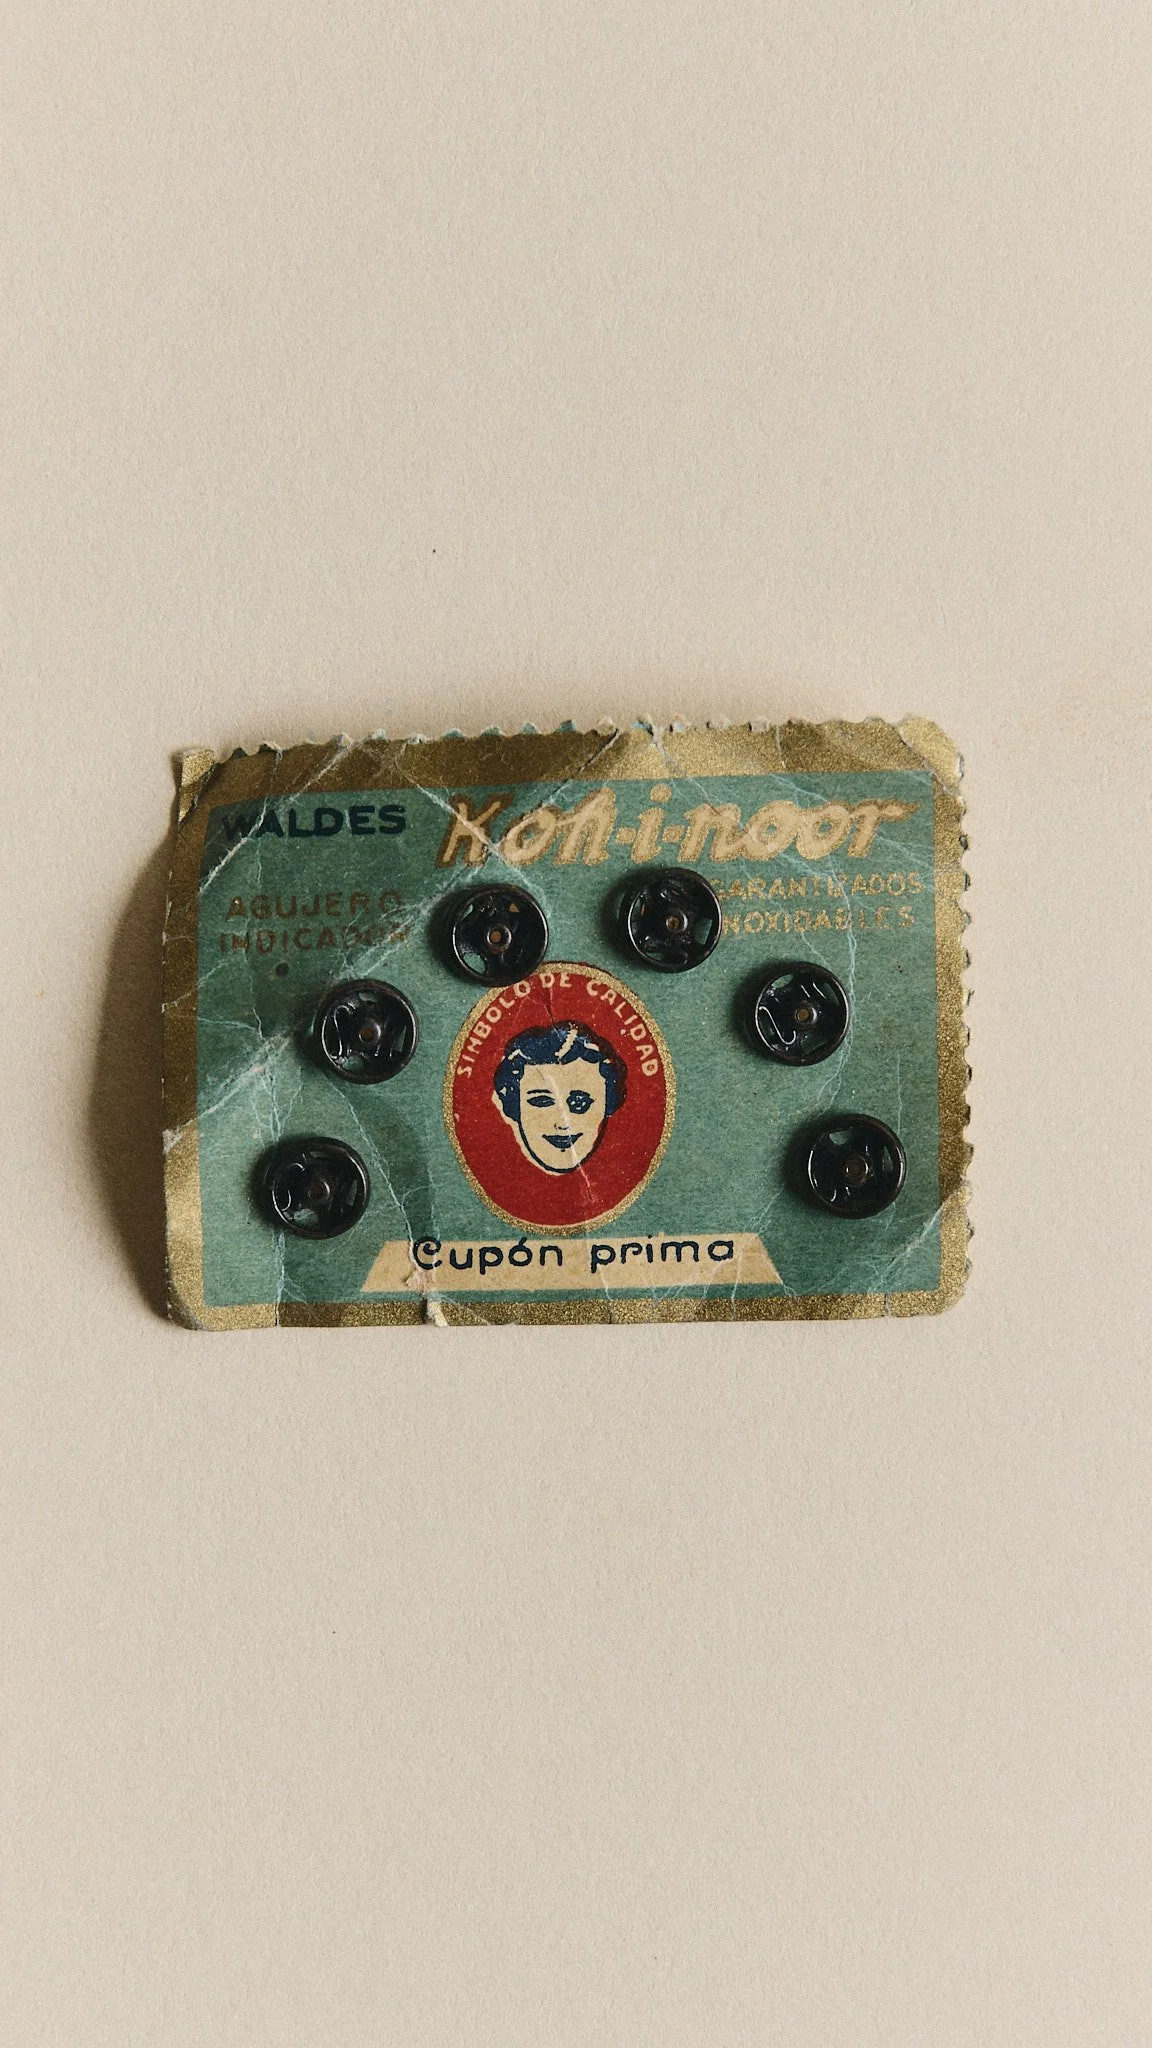 WALDES Koh-i-noor
AGUJERO
INDICADOR
GARANTIZADOS
INOXIDABLES
SIMBOLO DE CALIDAD
Cupón prima